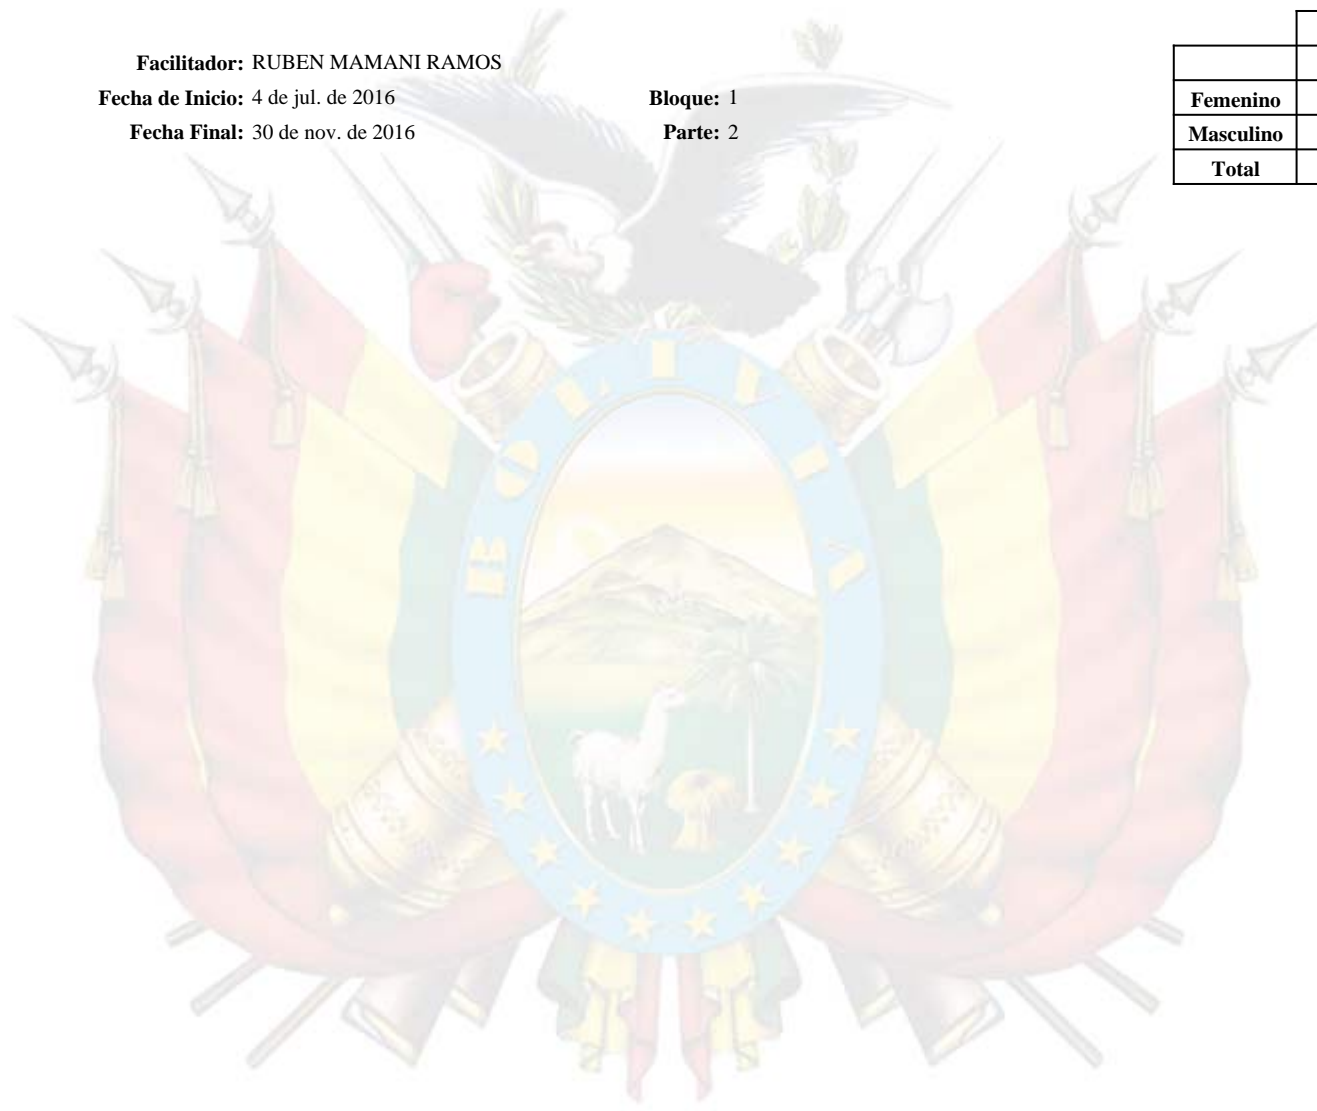 Facilitador: RUBEN MAMANI RAMOS
Fecha de Inicio: 4 de jul. de 2016 Bloque: 1
Fecha Final: 30 de nov. de 2016 Parte: 2
Femenino
Masculino
Total
BOLIVIA